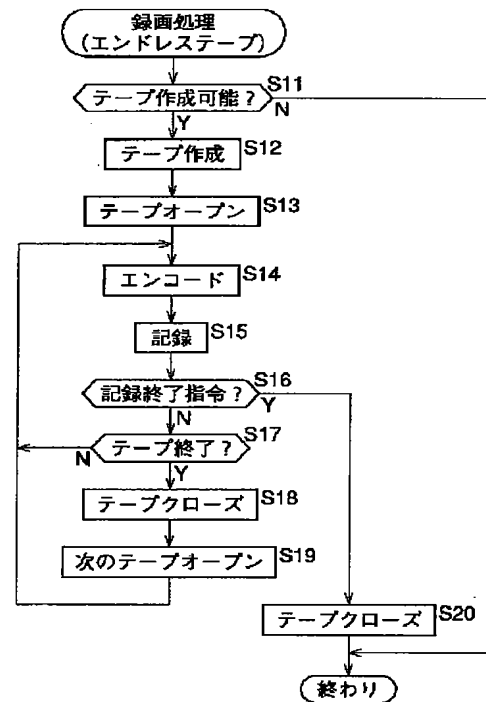 録画処理
(エンドレステープ)
テープ作成可能？ S11
N
Y
テープ作成 S12
テープオープン S13
エンコード S14
記録 S15
記録終了指令？ S16
N Y
テープ終了？ S17
N
Y
テープクローズ S18
次のテープオープン S19
テープクローズ S20
終わり